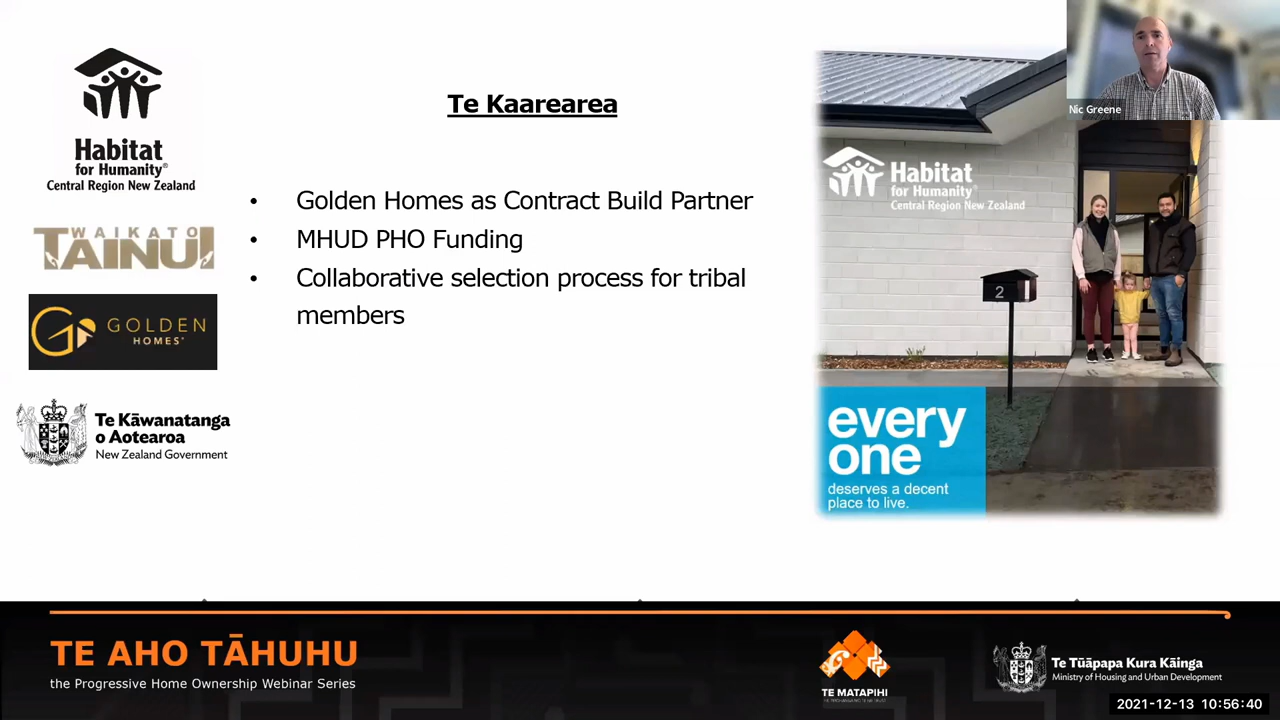 Habitat
for Humanity®
Central Region New Zealand
WAIKATO
TAINUI
GOLDEN
HOMES
Te Kāwanatanga
o Aotearoa
New Zealand Government
Te Kaarearea
• Golden Homes as Contract Build Partner
• MHUD PHO Funding
• Collaborative selection process for tribal
members
Nic Greene
Habitat
for Humanity®
Central Region New Zealand
2
every
one
deserves a decent
place to live.
TE AHO TĀHUHU
the Progressive Home Ownership Webinar Series
TE MATAPIHI
Te Tūāpapa Kura Kāinga
Ministry of Housing and Urban Development
2021-12-13 10:56:40